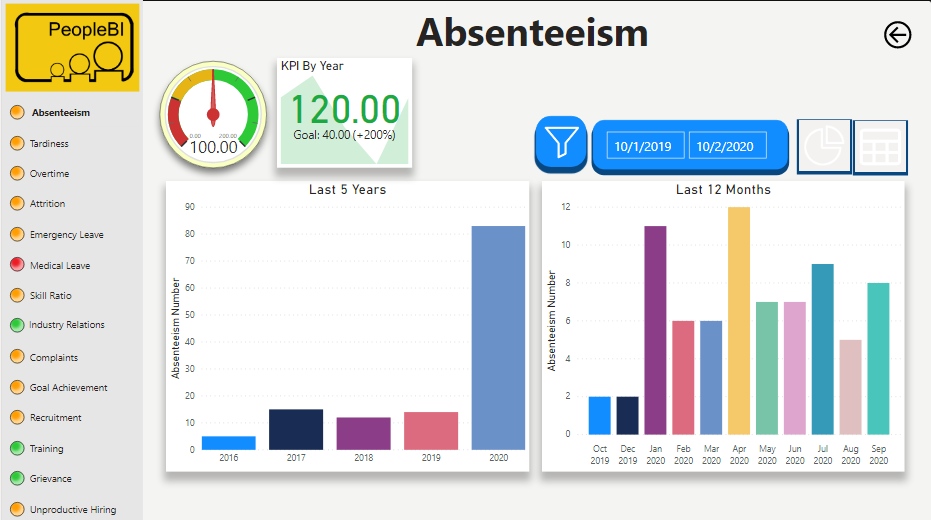 PeopleBI
Absenteeism
Tardiness
Overtime
Attrition
Emergency Leave
Medical Leave
Skill Ratio
Industry Relations
Complaints
Goal Achievement
Recruitment
Training
Grievance
Unproductive Hiring
Absenteeism
0.00 200.00
100.00
KPI By Year
120.00
Goal: 40.00 (+200%)
10/1/2019 10/2/2020
Last 5 Years
Absenteeism Number
90
80
70
60
50
40
30
20
10
0
2016 2017 2018 2019 2020
Last 12 Months
Absenteeism Number
12
10
8
6
4
2
0
Oct Dec Jan Feb Mar Apr May Jun Jul Aug Sep
2019 2019 2020 2020 2020 2020 2020 2020 2020 2020 2020